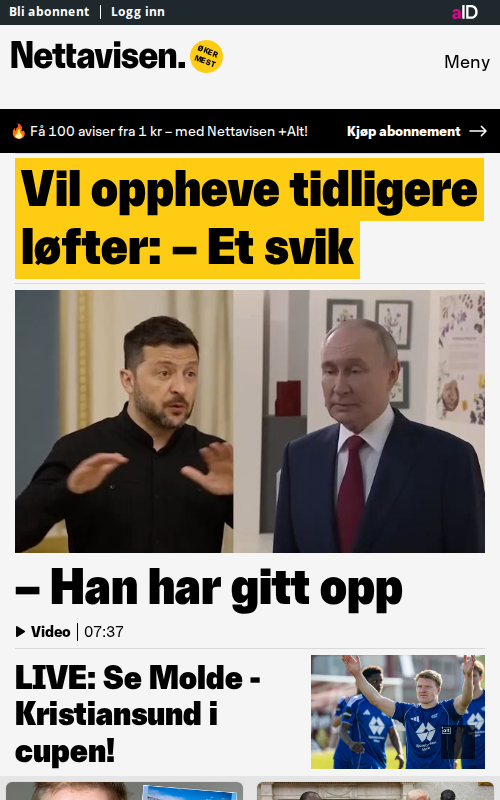 Bli abonnent | Logg inn
aID
Nettavisen.
ØKER
MEST
Meny
Få 100 aviser fra 1 kr – med Nettavisen +Alt!
Kjøp abonnement
Vil oppheve tidligere
løfter: – Et svik
– Han har gitt opp
Video | 07:37
LIVE: Se Molde -
Kristiansund i
cupen!